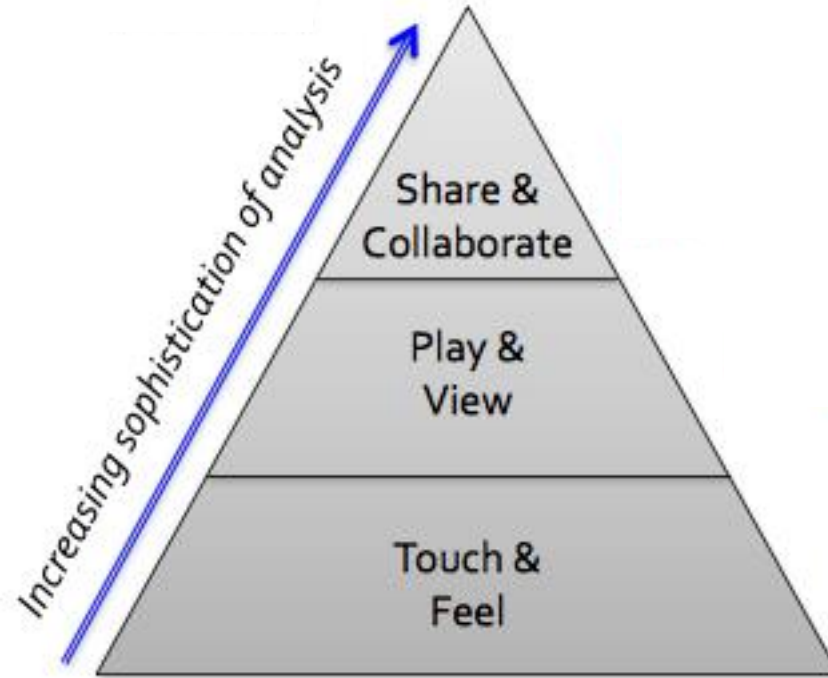 Increasing sophistication of analysis
Share &
Collaborate
Play &
View
Touch &
Feel